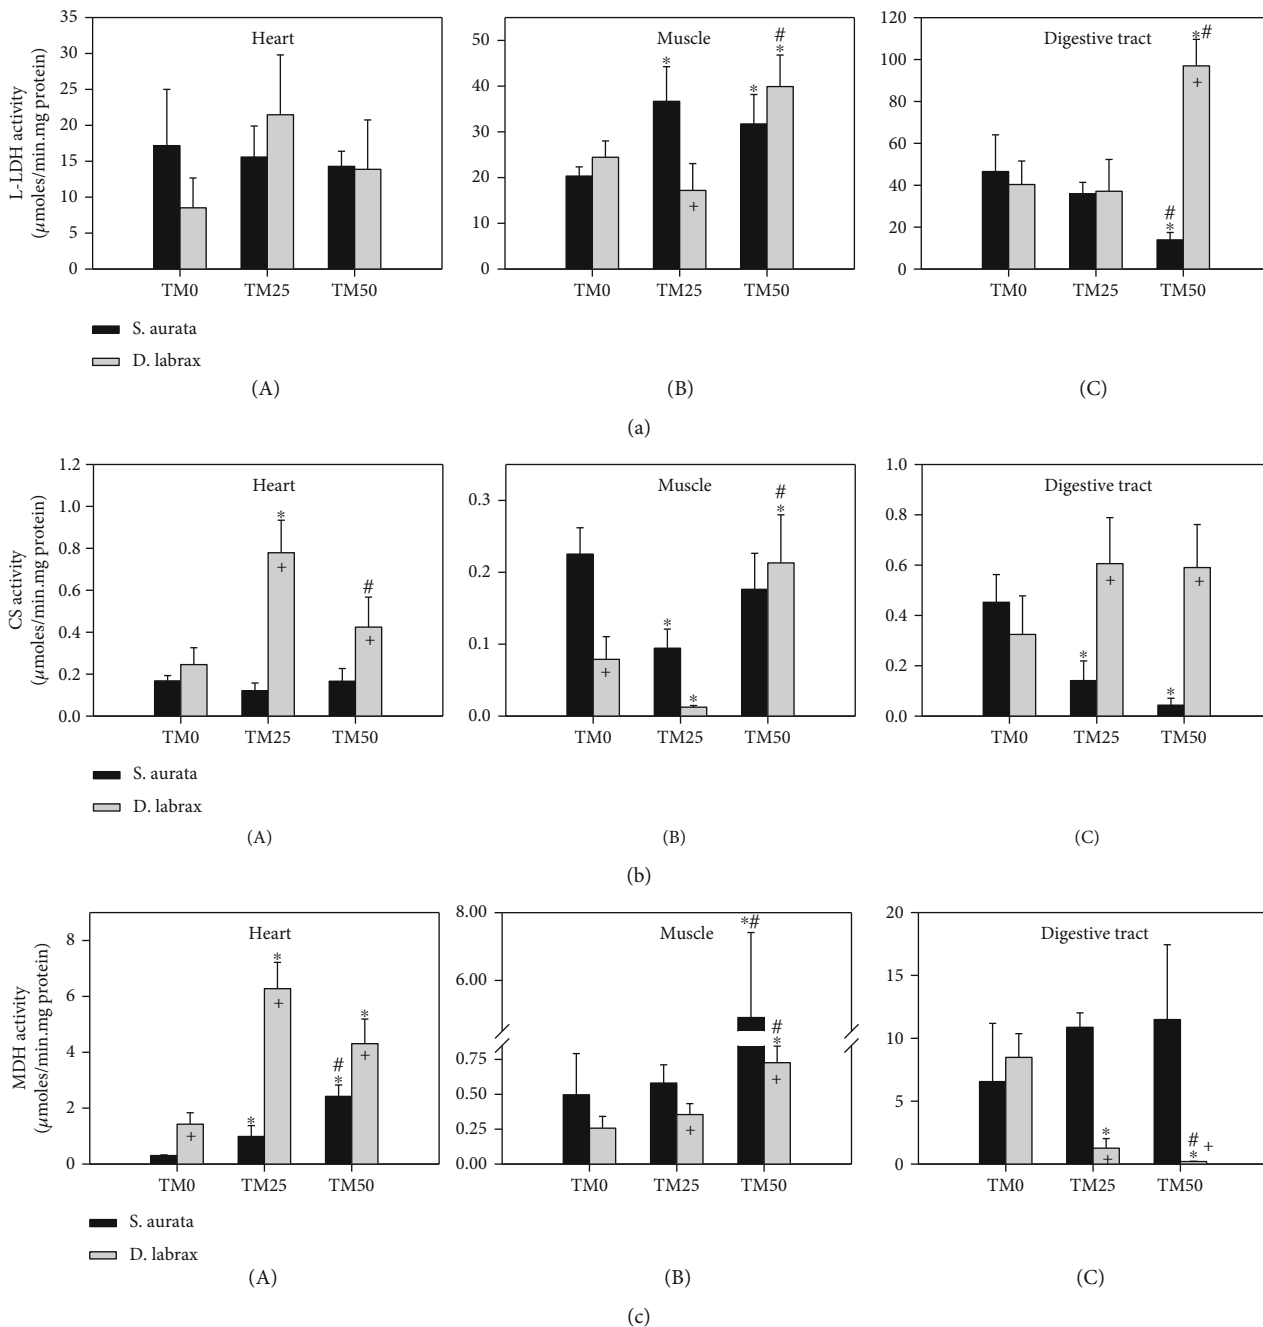 Heart
Muscle
Digestive tract
L-LDH activity
(μmoles/min.mg protein)
35
30
25
20
15
10
5
0
TM0 TM25 TM50
50
40
30
20
10
0
TM0 TM25 TM50
120
100
80
60
40
20
0
TM0 TM25 TM50
* + * # * # * *# +
S. aurata
D. labrax
(A)
(B)
(C)
(a)
Heart
Muscle
Digestive tract
CS activity
(μmoles/min.mg protein)
1.2
1.0
0.8
0.6
0.4
0.2
0.0
TM0 TM25 TM50
0.3
0.2
0.1
0.0
TM0 TM25 TM50
1.0
0.8
0.6
0.4
0.2
0.0
TM0 TM25 TM50
* + # + + * * # * * + * +
S. aurata
D. labrax
(A)
(B)
(C)
(b)
Heart
Muscle
Digestive tract
MDH activity
(μmoles/min.mg protein)
8
6
4
2
0
TM0 TM25 TM50
8.00
6.00
0.75
0.50
0.25
0.00
TM0 TM25 TM50
20
15
10
5
0
TM0 TM25 TM50
+ * * + # * * + + *# # * + * + # * +
S. aurata
D. labrax
(A)
(B)
(C)
(c)